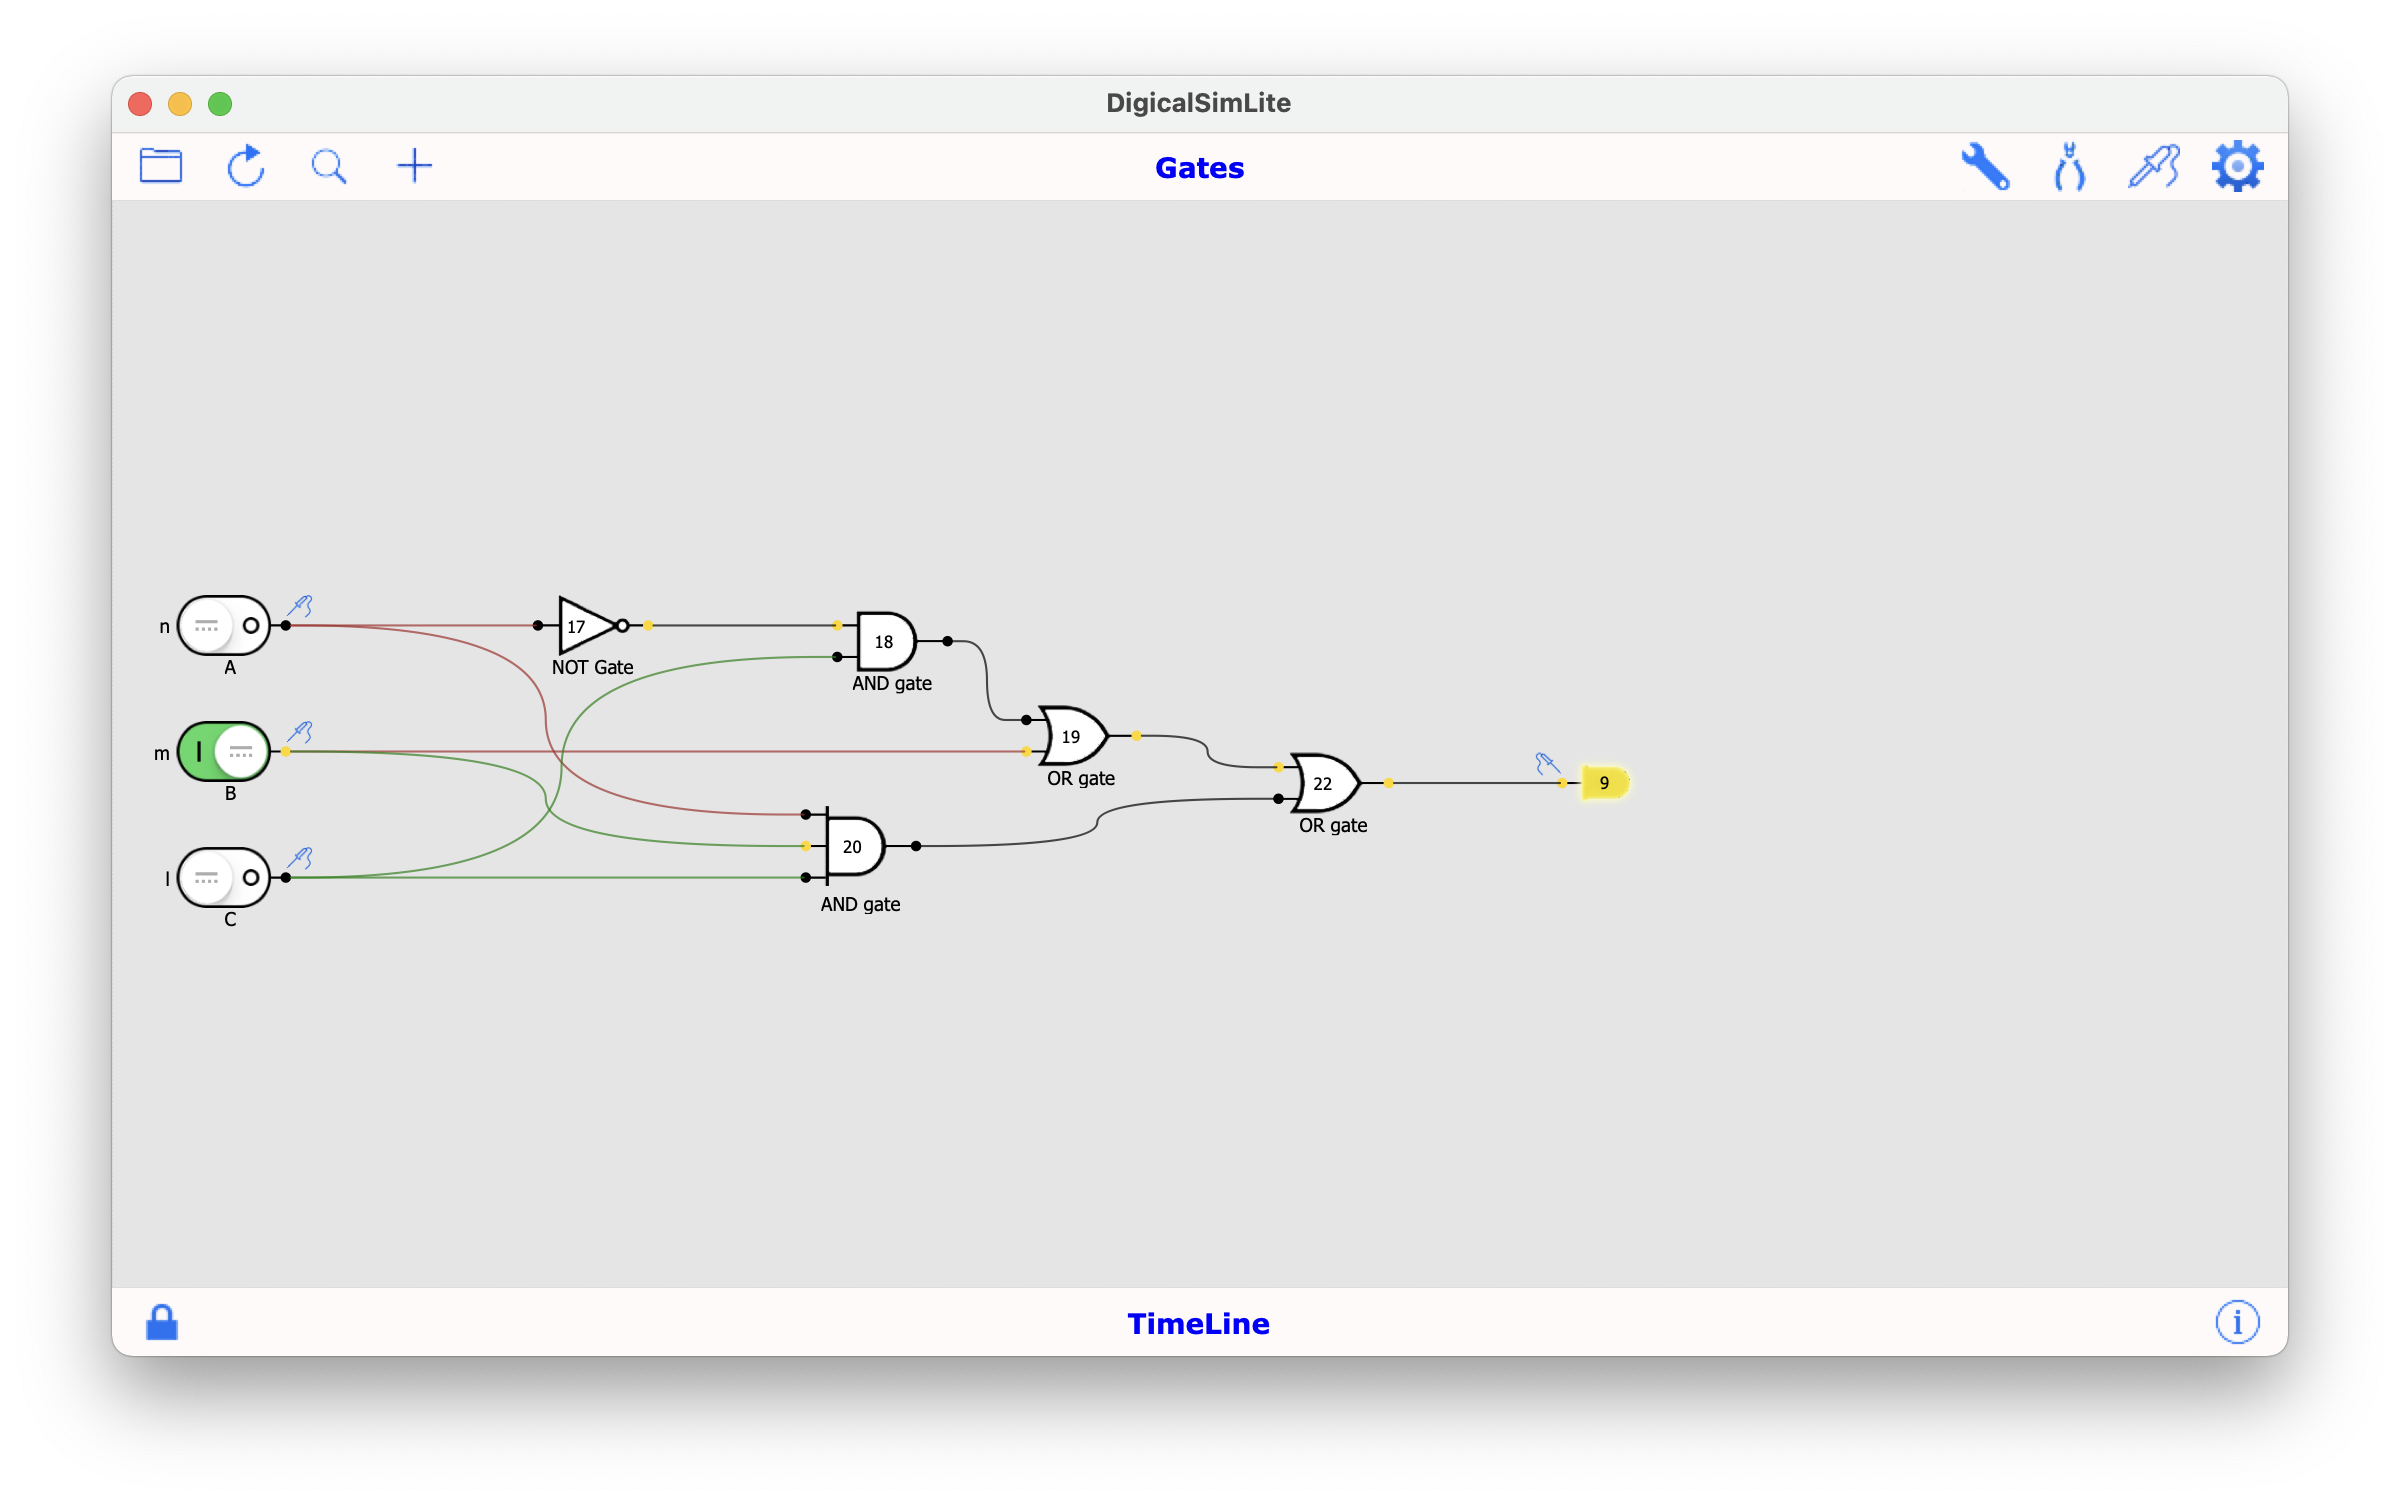 DigicalSimLite
Gates
n
A
17
NOT Gate
18
AND gate
m
B
19
OR gate
22
OR gate
9
l
C
20
AND gate
TimeLine